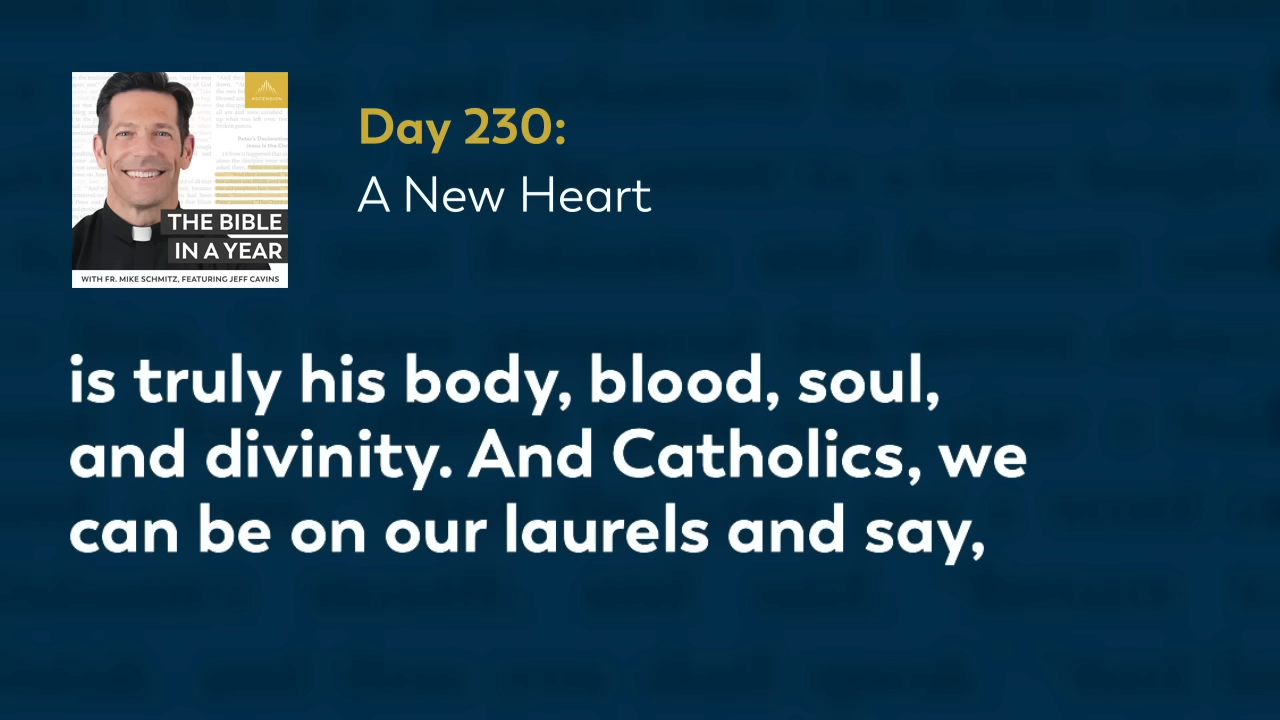 ASCENSION
THE BIBLE
IN A YEAR
WITH FR. MIKE SCHMITZ, FEATURING JEFF CAVINS
Day 230:
A New Heart
is truly his body, blood, soul,
and divinity. And Catholics, we
can be on our laurels and say,